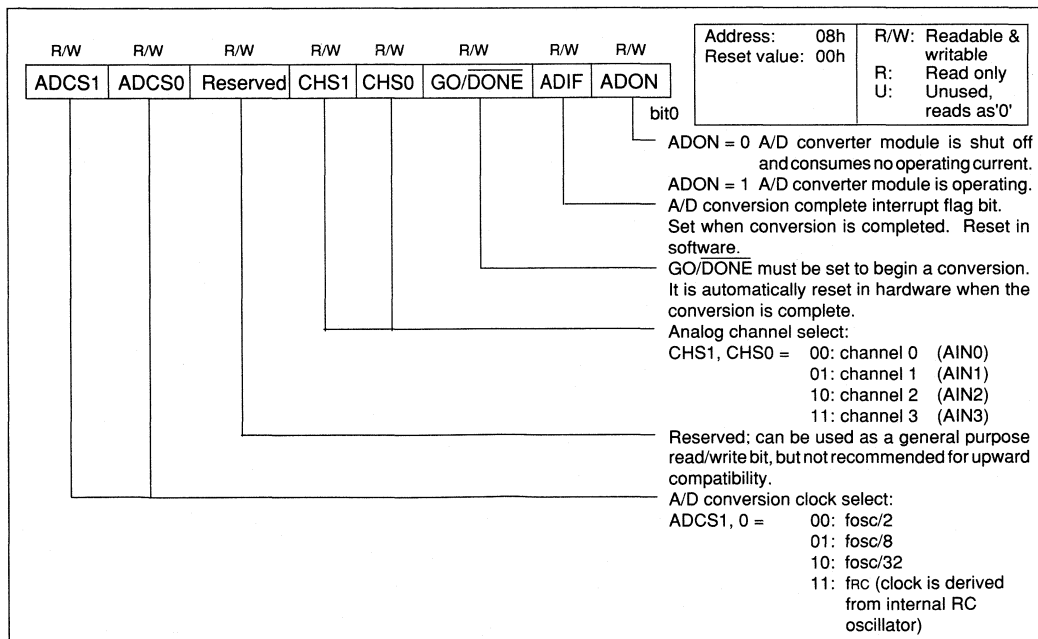 R/W R/W R/W R/W R/W R/W R/W R/W
ADCS1 ADCS0 Reserved CHS1 CHS0 GO/DONE ADIF ADON
bit0
Address: 08h
Reset value: 00h
R/W: Readable &
writable
R: Read only
U: Unused,
reads as'0'
ADON = 0 A/D converter module is shut off
and consumes no operating current.
ADON = 1 A/D converter module is operating.
A/D conversion complete interrupt flag bit.
Set when conversion is completed. Reset in
software.
GO/DONE must be set to begin a conversion.
It is automatically reset in hardware when the
conversion is complete.
Analog channel select:
CHS1, CHS0 = 00: channel 0 (AIN0)
01: channel 1 (AIN1)
10: channel 2 (AIN2)
11: channel 3 (AIN3)
Reserved; can be used as a general purpose
read/write bit, but not recommended for upward
compatibility.
A/D conversion clock select:
ADCS1, 0 = 00: fosc/2
01: fosc/8
10: fosc/32
11: fRC (clock is derived
from internal RC
oscillator)